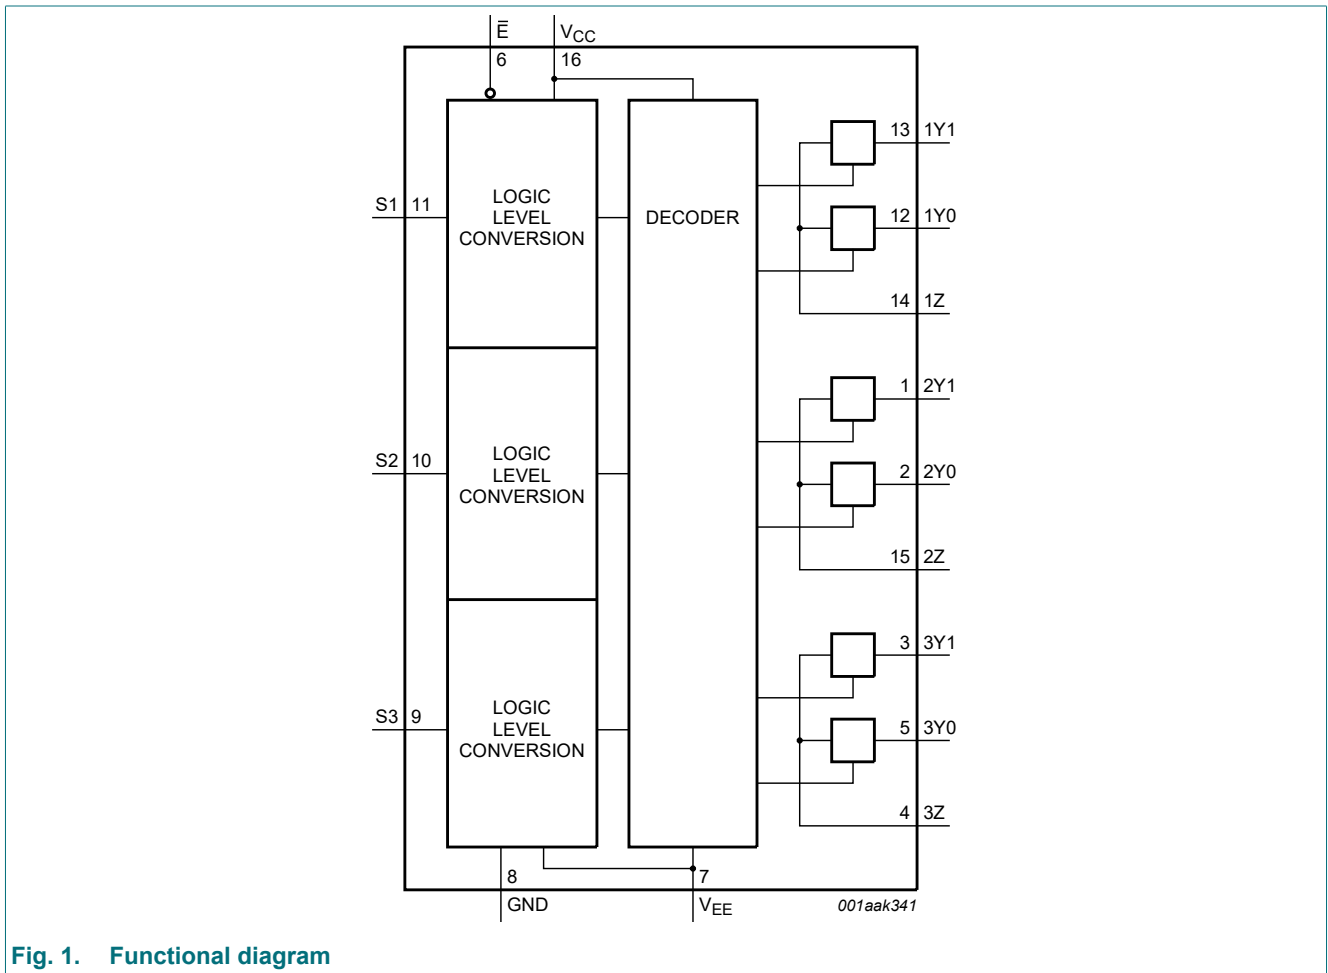 E̅ VCC
6 16
13 1Y1
LOGIC
LEVEL
CONVERSION
S1 11
DECODER
12 1Y0
14 1Z
1 2Y1
LOGIC
LEVEL
CONVERSION
S2 10
2 2Y0
15 2Z
3 3Y1
LOGIC
LEVEL
CONVERSION
S3 9
5 3Y0
4 3Z
8 7
GND VEE 001aak341
Fig. 1. Functional diagram